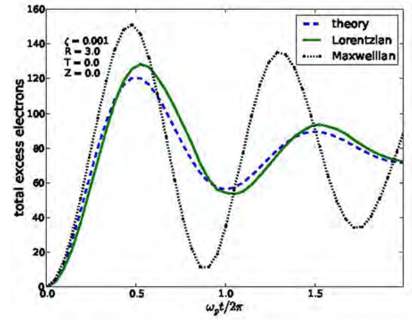 160
140
120
100
80
60
40
20
0
total excess electrons
ζ = 0.001
R = 3.0
T = 0.0
Z = 0.0
theory
Lorentzian
Maxwellian
0.0
0.5
1.0
1.5
ωₚt/2π